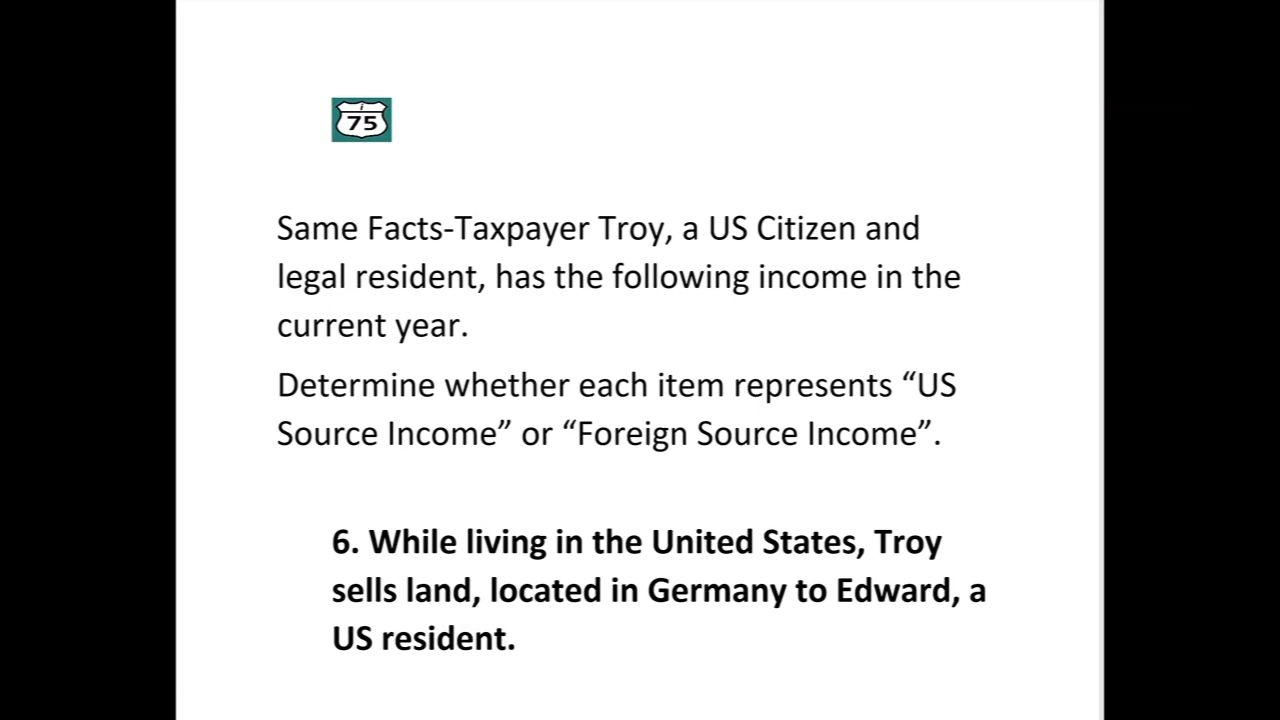 i
75
Same Facts-Taxpayer Troy, a US Citizen and
legal resident, has the following income in the
current year.
Determine whether each item represents “US
Source Income” or “Foreign Source Income”.
6. While living in the United States, Troy
sells land, located in Germany to Edward, a
US resident.